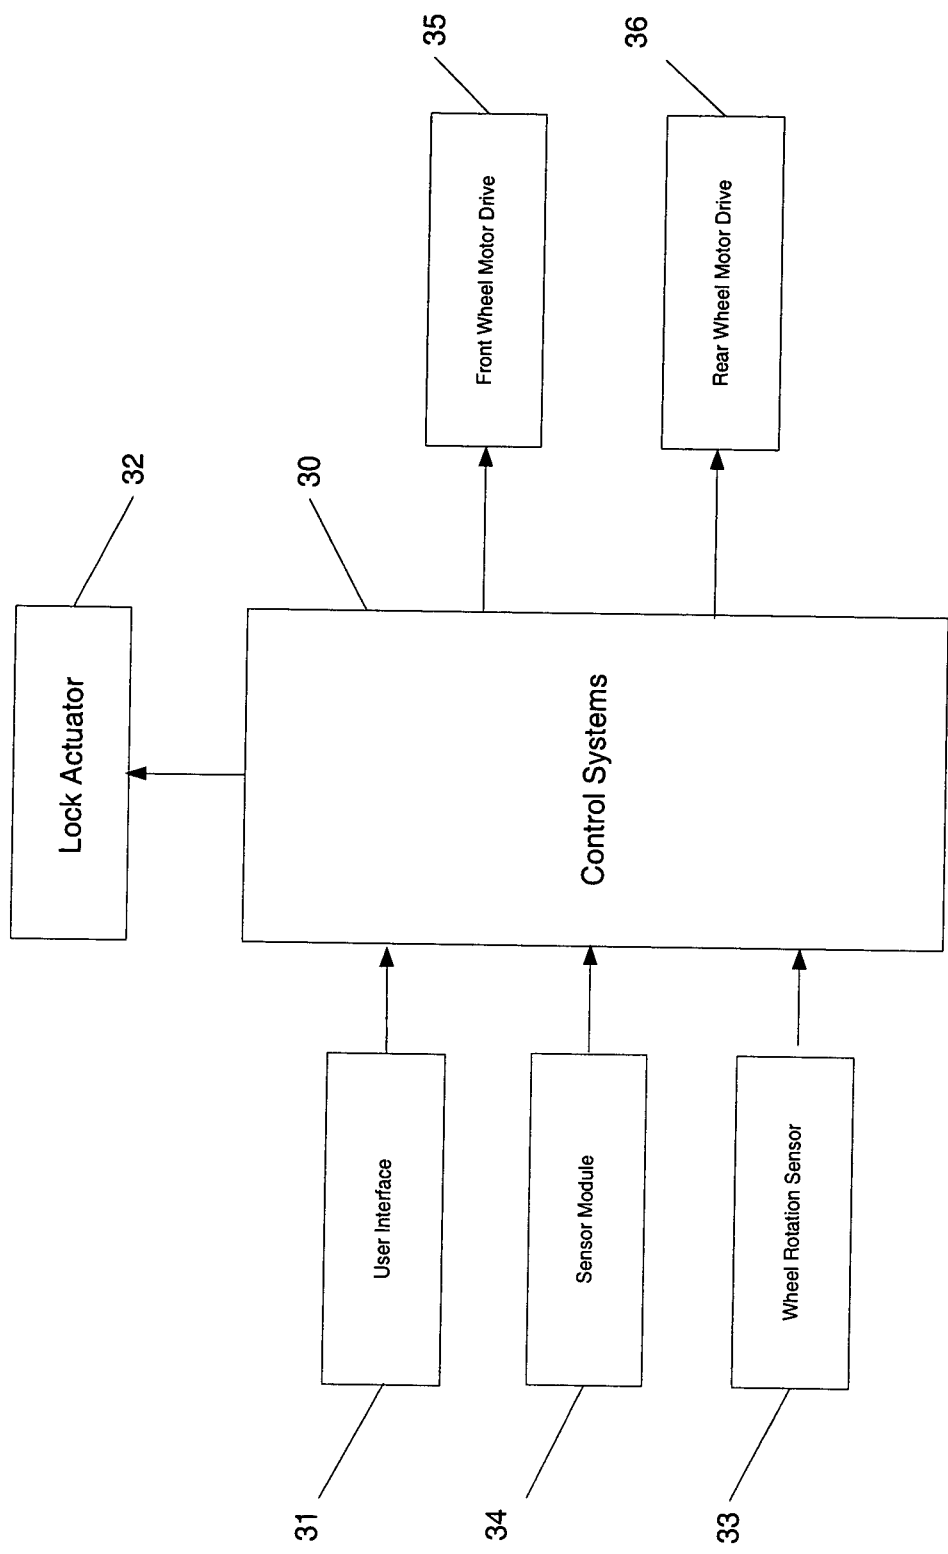 32
Lock Actuator
30
Control Systems
35
Front Wheel Motor Drive
36
Rear Wheel Motor Drive
User Interface
31
Sensor Module
34
Wheel Rotation Sensor
33